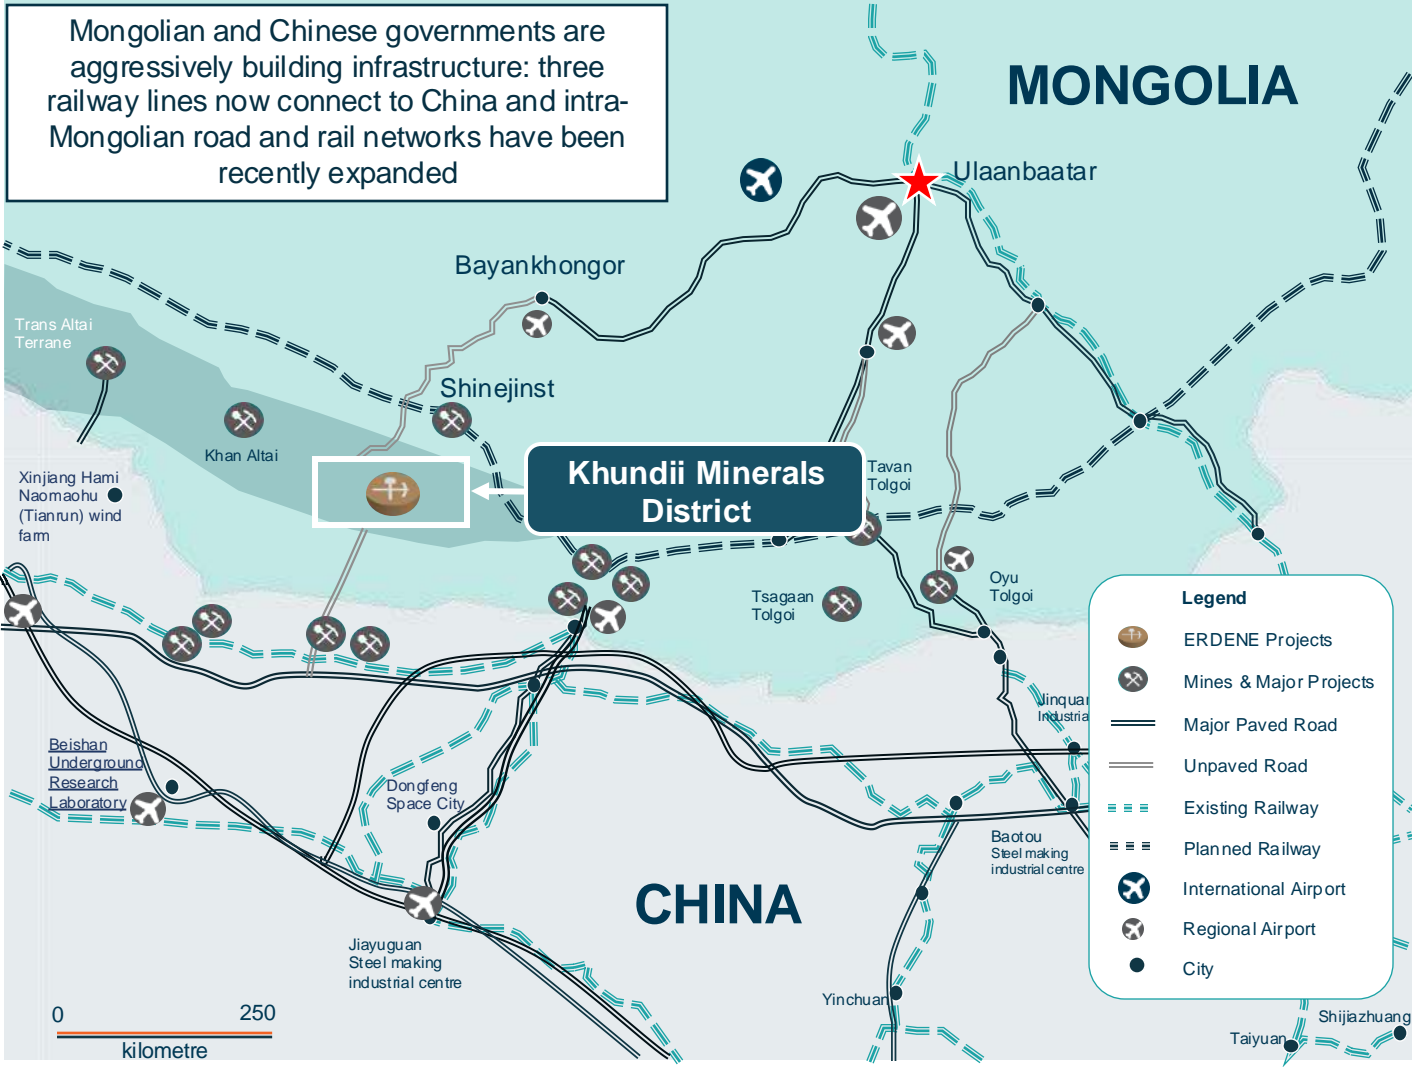 Mongolian and Chinese governments are
aggressively building infrastructure: three
railway lines now connect to China and intra-
Mongolian road and rail networks have been
recently expanded
MONGOLIA
Ulaanbaatar
Bayankhongor
Trans Altai
Terrane
Shinejinst
Khan Altai
Khundii Minerals
District
Tavan
Tolgoi
Xinjiang Hami
Naomaohu
(Tianrun) wind
farm
Tsagaan
Tolgoi
Oyu
Tolgoi
Legend
ERDENE Projects
Mines & Major Projects
Major Paved Road
Unpaved Road
Existing Railway
Planned Railway
International Airport
Regional Airport
City
Jinquan
Industrial
Beishan
Underground
Research
Laboratory
Dongfeng
Space City
Baotou
Steel making
industrial centre
CHINA
Jiayuguan
Steel making
industrial centre
Yinchuan
Shijiazhuang
Taiyuan
0 250
kilometre